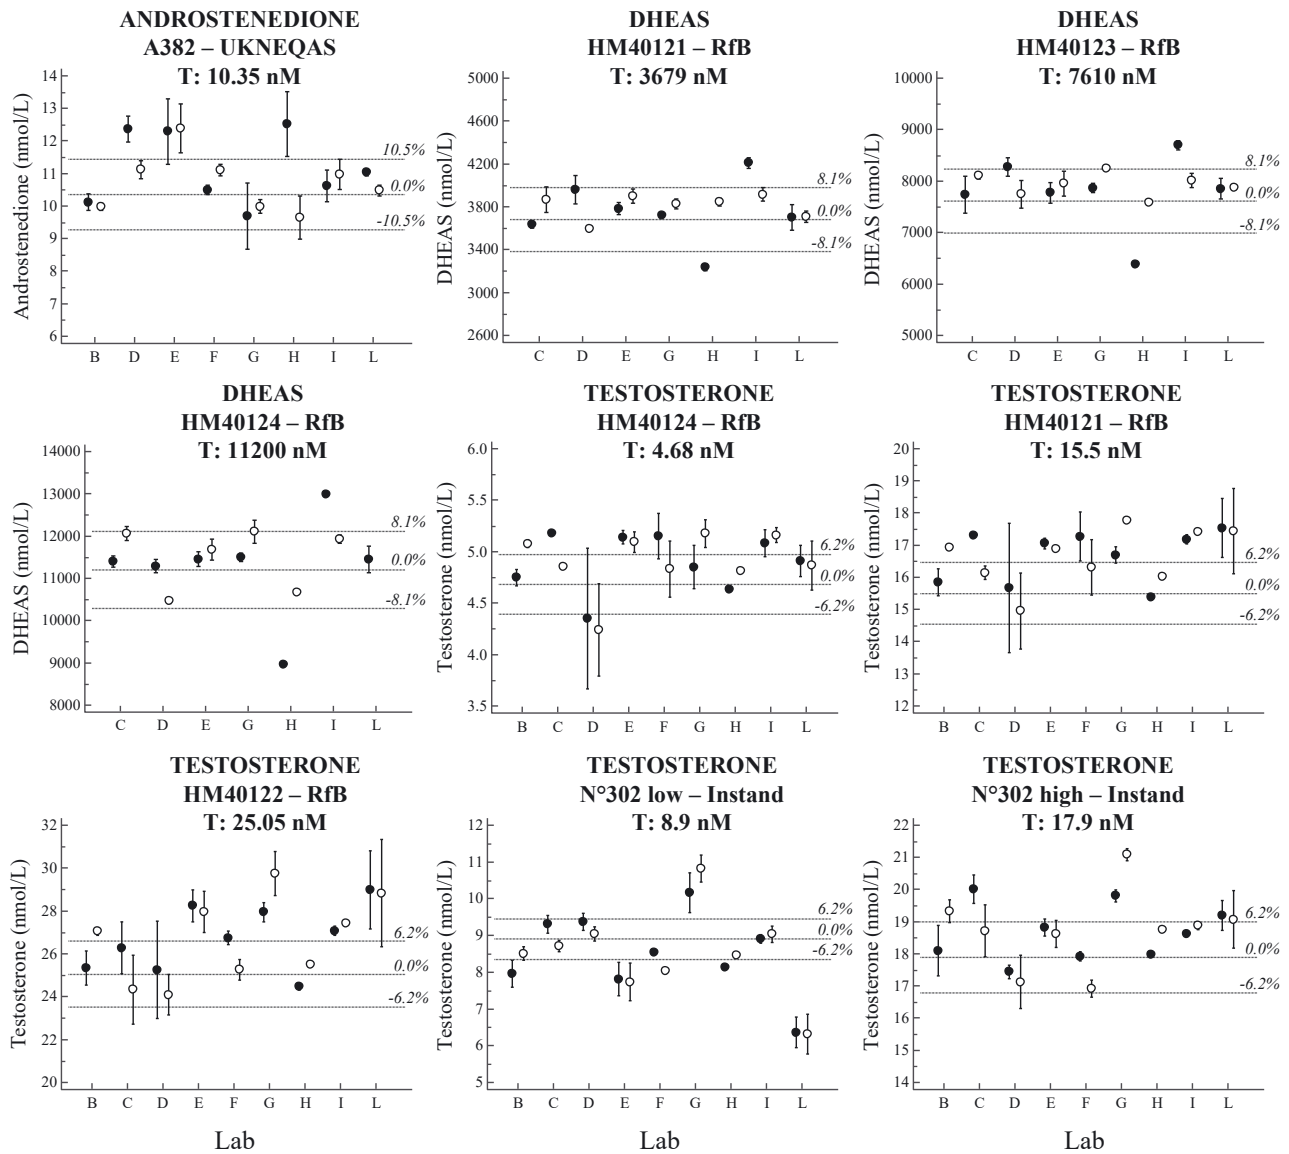 ANDROSTENEDIONE
A382 – UKNEQAS
T: 10.35 nM
Androstenedione (nmol/L)
14
13
12
11
10
9
8
7
6
10.5%
0.0%
-10.5%
B D E F G H I L
DHEAS
HM40121 – RfB
T: 3679 nM
DHEAS (nmol/L)
5000
4600
4200
3800
3400
3000
2600
8.1%
0.0%
-8.1%
C D E G H I L
DHEAS
HM40123 – RfB
T: 7610 nM
DHEAS (nmol/L)
10000
9000
8000
7000
6000
5000
8.1%
0.0%
-8.1%
C D E G H I L
DHEAS
HM40124 – RfB
T: 11200 nM
DHEAS (nmol/L)
14000
13000
12000
11000
10000
9000
8000
8.1%
0.0%
-8.1%
C D E G H I L
TESTOSTERONE
HM40124 – RfB
T: 4.68 nM
Testosterone (nmol/L)
6.0
5.5
5.0
4.5
4.0
3.5
6.2%
0.0%
-6.2%
B C D E F G H I L
TESTOSTERONE
HM40121 – RfB
T: 15.5 nM
Testosterone (nmol/L)
20
19
18
17
16
15
14
13
12
6.2%
0.0%
-6.2%
B C D E F G H I L
TESTOSTERONE
HM40122 – RfB
T: 25.05 nM
Testosterone (nmol/L)
32
30
28
26
24
22
20
6.2%
0.0%
-6.2%
B C D E F G H I L
Lab
TESTOSTERONE
N°302 low – Instand
T: 8.9 nM
Testosterone (nmol/L)
12
11
10
9
8
7
6
5
6.2%
0.0%
-6.2%
B C D E F G H I L
Lab
TESTOSTERONE
N°302 high – Instand
T: 17.9 nM
Testosterone (nmol/L)
22
21
20
19
18
17
16
15
14
6.2%
0.0%
-6.2%
B C D E F G H I L
Lab